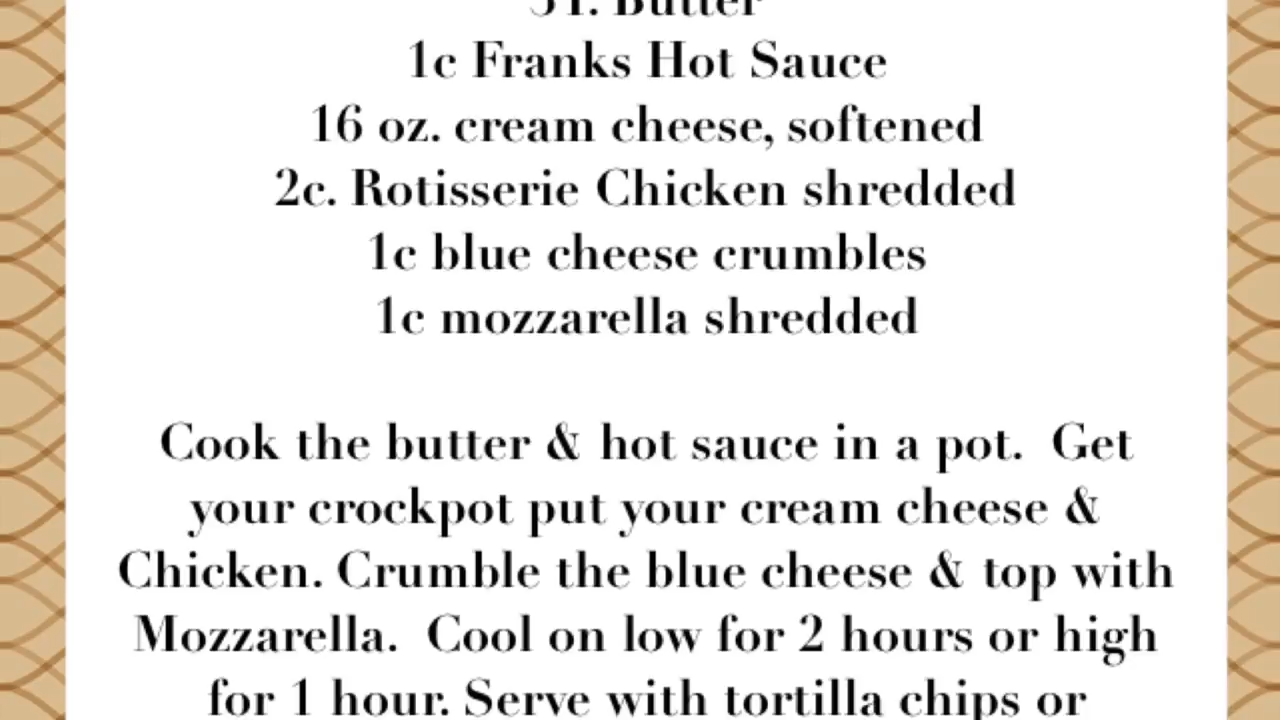 Butter
1c Franks Hot Sauce
16 oz. cream cheese, softened
2c. Rotisserie Chicken shredded
1c blue cheese crumbles
1c mozzarella shredded
Cook the butter & hot sauce in a pot. Get
your crockpot put your cream cheese &
Chicken. Crumble the blue cheese & top with
Mozzarella. Cool on low for 2 hours or high
for 1 hour. Serve with tortilla chips or